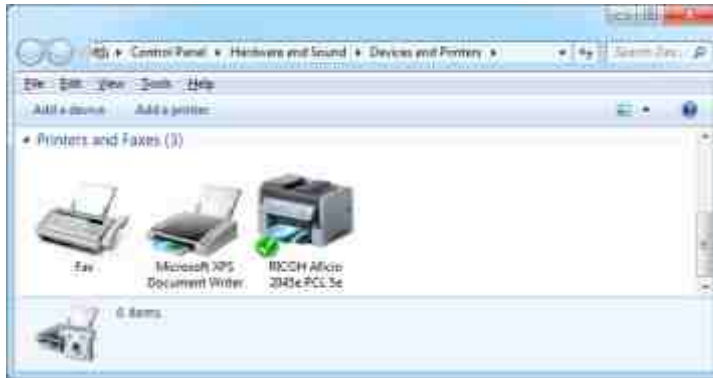 Control Panel ▸ Hardware and Sound ▸ Devices and Printers ▸
File Edit View Tools Help
Add a device Add a printer
Printers and Faxes (3)
Fax
Microsoft XPS
Document Writer
RICOH Aficio
2045e PCL 5e
6 items